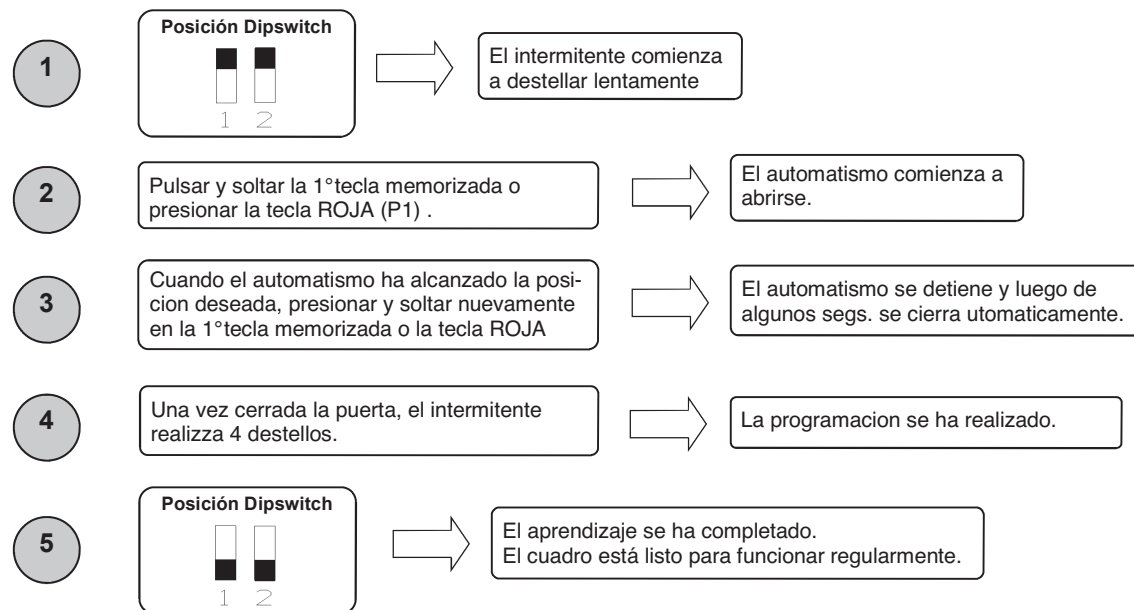 1
Posición Dipswitch
1 2
El intermitente comienza
a destellar lentamente
2
Pulsar y soltar la 1°tecla memorizada o
presionar la tecla ROJA (P1) .
El automatismo comienza a
abrirse.
3
Cuando el automatismo ha alcanzado la posi-
cion deseada, presionar y soltar nuevamente
en la 1°tecla memorizada o la tecla ROJA
El automatismo se detiene y luego de
algunos segs. se cierra utomaticamente.
4
Una vez cerrada la puerta, el intermitente
realizza 4 destellos.
La programacion se ha realizado.
5
Posición Dipswitch
1 2
El aprendizaje se ha completado.
El cuadro está listo para funcionar regularmente.